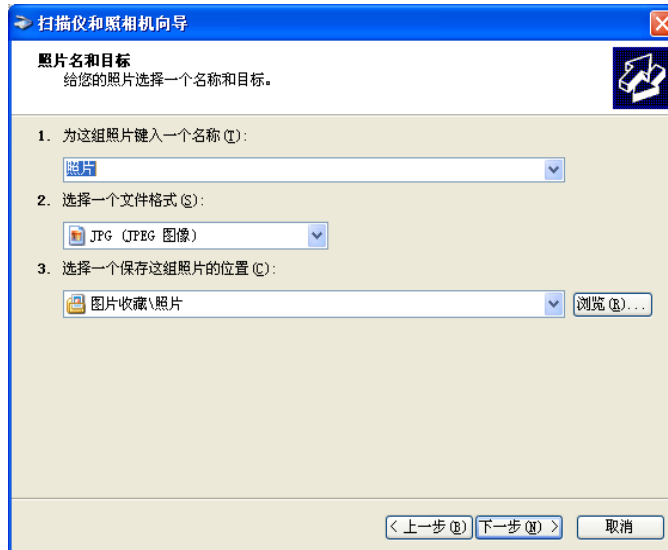 扫描仪和照相机向导
照片名和目标
给您的照片选择一个名称和目标。
1. 为这组照片键入一个名称(T):
照片
2. 选择一个文件格式(S):
JPG (JPEG 图像)
3. 选择一个保存这组照片的位置(C):
图片收藏\照片
浏览(R)...
< 上一步(B) 下一步(N) > 取消